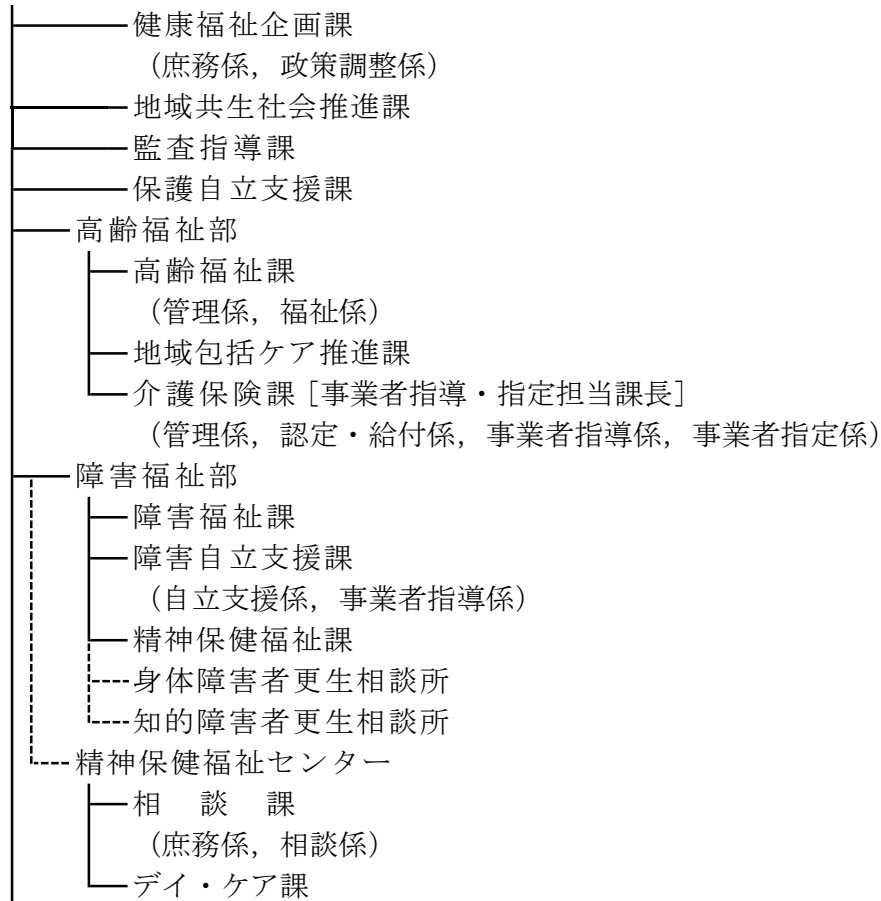 健康福祉企画課
（庶務係，政策調整係）
地域共生社会推進課
監査指導課
保護自立支援課
高齢福祉部
高齢福祉課
（管理係，福祉係）
地域包括ケア推進課
介護保険課［事業者指導・指定担当課長］
（管理係，認定・給付係，事業者指導係，事業者指定係）
障害福祉部
障害福祉課
障害自立支援課
（自立支援係，事業者指導係）
精神保健福祉課
身体障害者更生相談所
知的障害者更生相談所
精神保健福祉センター
相　談　課
（庶務係，相談係）
デイ・ケア課